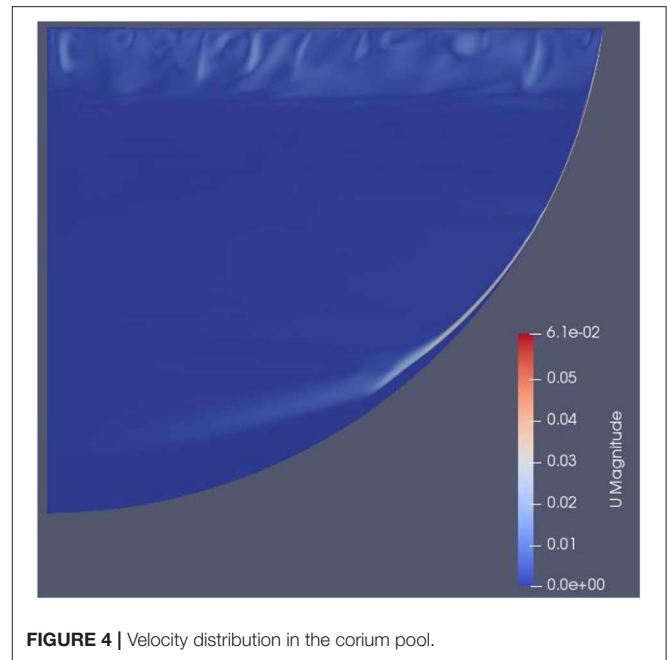 6.1e-02
0.05
0.04
0.03
0.02
0.01
0.0e+00
U Magnitude
FIGURE 4 | Velocity distribution in the corium pool.